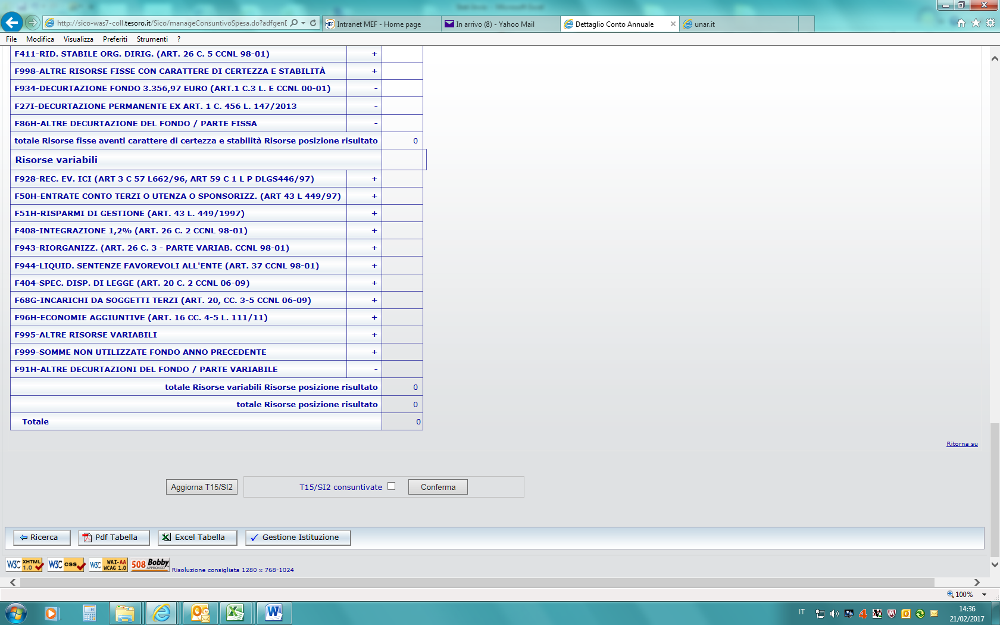 http://sico-was7-coll.tesoro.it/Sico/manageConsuntivoSpesa.do?adfgenD
Intranet MEF - Home page
In arrivo (8) - Yahoo Mail
Dettaglio Conto Annuale
unar.it
File Modifica Visualizza Preferiti Strumenti ?
F411-RID. STABILE ORG. DIRIG. (ART. 26 C. 5 CCNL 98-01) +
F998-ALTRE RISORSE FISSE CON CARATTERE DI CERTEZZA E STABILITÀ +
F934-DECURTAZIONE FONDO 3.356,97 EURO (ART.1 C.3 L. E CCNL 00-01) -
F27I-DECURTAZIONE PERMANENTE EX ART. 1 C. 456 L. 147/2013 -
F86H-ALTRE DECURTAZIONE DEL FONDO / PARTE FISSA -
totale Risorse fisse aventi carattere di certezza e stabilità Risorse posizione risultato 0
Risorse variabili
F928-REC. EV. ICI (ART 3 C 57 L662/96, ART 59 C 1 L P DLGS446/97) +
F50H-ENTRATE CONTO TERZI O UTENZA O SPONSORIZZ. (ART 43 L 449/97) +
F51H-RISPARMI DI GESTIONE (ART. 43 L. 449/1997) +
F408-INTEGRAZIONE 1,2% (ART. 26 C. 2 CCNL 98-01) +
F943-RIORGANIZZ. (ART. 26 C. 3 - PARTE VARIAB. CCNL 98-01) +
F944-LIQUID. SENTENZE FAVOREVOLI ALL'ENTE (ART. 37 CCNL 98-01) +
F404-SPEC. DISP. DI LEGGE (ART. 20 C. 2 CCNL 06-09) +
F68G-INCARICHI DA SOGGETTI TERZI (ART. 20, CC. 3-5 CCNL 06-09) +
F96H-ECONOMIE AGGIUNTIVE (ART. 16 CC. 4-5 L. 111/11) +
F995-ALTRE RISORSE VARIABILI +
F999-SOMME NON UTILIZZATE FONDO ANNO PRECEDENTE +
F91H-ALTRE DECURTAZIONI DEL FONDO / PARTE VARIABILE -
totale Risorse variabili Risorse posizione risultato 0
totale Risorse posizione risultato 0
Totale 0
Ritorna su
Aggiorna T15/SI2 T15/SI2 consuntivate Conferma
Ricerca Pdf Tabella Excel Tabella Gestione Istituzione
W3C XHTML 1.0 W3C css W3C WAI-AA WCAG 1.0 508 Bobby APPROVED Risoluzione consigliata 1280 x 768-1024
100%
IT
14:36
21/02/2017